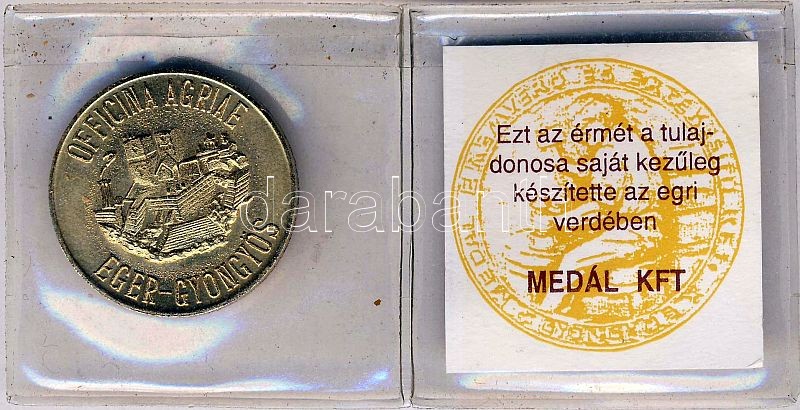 OFFICINA AGRIAE
EGER-GYÖNGYÖS
Ezt az érmét a tulaj-
donosa saját kezűleg
készítette az egri
verdében
MEDÁL KFT